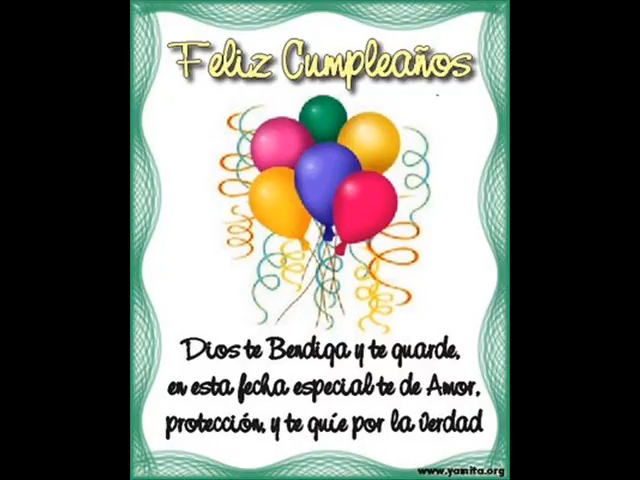 Feliz Cumpleaños
Dios te Bendiga y te guarde,
en esta fecha especial te de Amor,
protección, y te guíe por la verdad
www.yamita.org